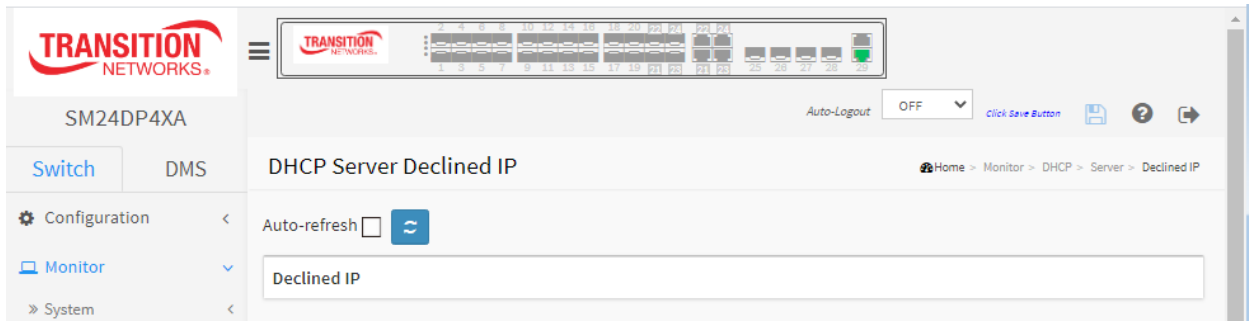 TRANSITION
NETWORKS®
TRANSITION
NETWORKS.
2 4 6 8 10 12 14 16 18 20 22 24 22 24
1 3 5 7 9 11 13 15 17 19 21 23 21 23 25 26 27 28 29
SM24DP4XA
Auto-Logout OFF Click Save Button
Switch DMS
DHCP Server Declined IP
Home > Monitor > DHCP > Server > Declined IP
Configuration
Auto-refresh
Monitor
Declined IP
» System